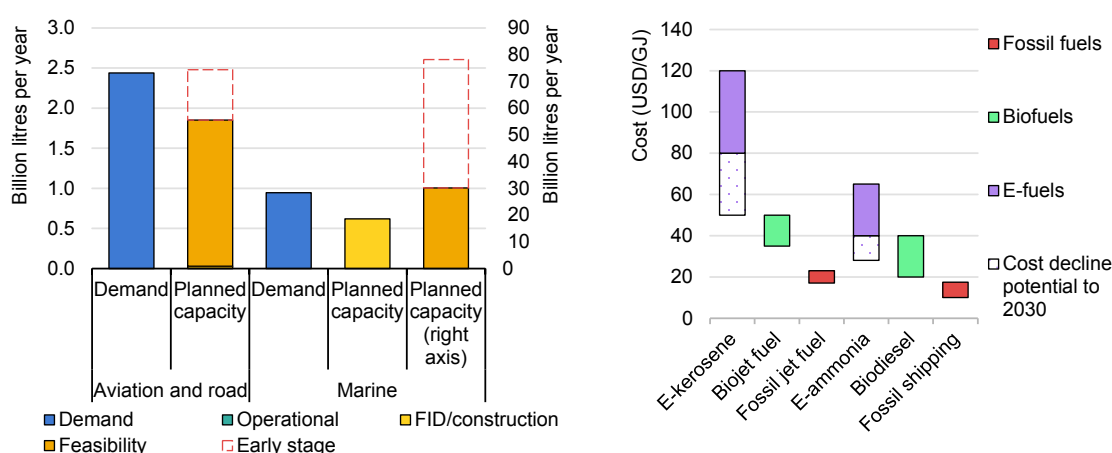 Billion litres per year
3.0
2.5
2.0
1.5
1.0
0.5
0.0
90
80
70
60
50
40
30
20
10
0
Billion litres per year
Demand
Planned
capacity
Demand
Planned
capacity
Planned
capacity
(right
axis)
Aviation and road
Marine
Demand
Operational
FID/construction
Feasibility
Early stage
Cost (USD/GJ)
140
120
100
80
60
40
20
0
E-kerosene
Biojet fuel
Fossil jet fuel
E-ammonia
Biodiesel
Fossil shipping
Fossil fuels
Biofuels
E-fuels
Cost decline
potential to
2030